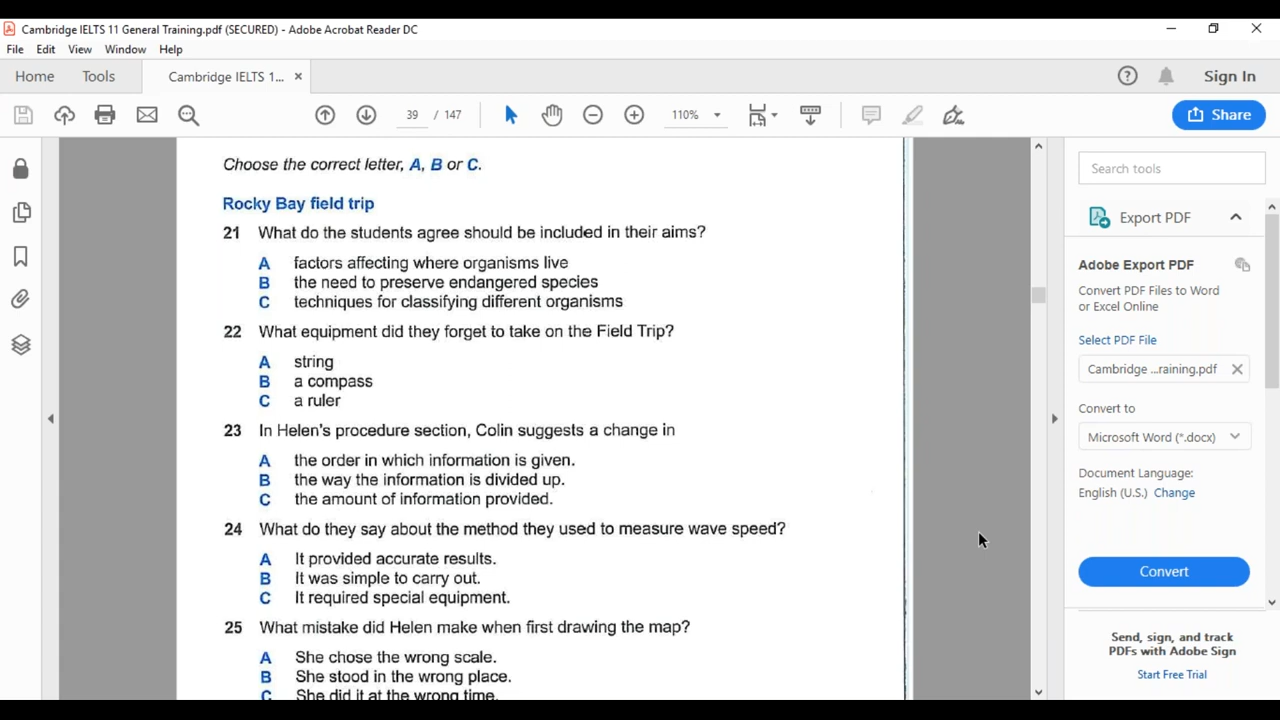 Cambridge IELTS 11 General Training.pdf (SECURED) - Adobe Acrobat Reader DC
File Edit View Window Help
Home Tools Cambridge IELTS 1... × Sign In
39 / 147 110% Share
Choose the correct letter, A, B or C.
Rocky Bay field trip
21 What do the students agree should be included in their aims?
A factors affecting where organisms live
B the need to preserve endangered species
C techniques for classifying different organisms
22 What equipment did they forget to take on the Field Trip?
A string
B a compass
C a ruler
23 In Helen's procedure section, Colin suggests a change in
A the order in which information is given.
B the way the information is divided up.
C the amount of information provided.
24 What do they say about the method they used to measure wave speed?
A It provided accurate results.
B It was simple to carry out.
C It required special equipment.
25 What mistake did Helen make when first drawing the map?
A She chose the wrong scale.
B She stood in the wrong place.
C She did it at the wrong time.
Search tools
Export PDF
Adobe Export PDF
Convert PDF Files to Word
or Excel Online
Select PDF File
Cambridge ...raining.pdf
Convert to
Microsoft Word (*.docx)
Document Language:
English (U.S.) Change
Convert
Send, sign, and track
PDFs with Adobe Sign
Start Free Trial